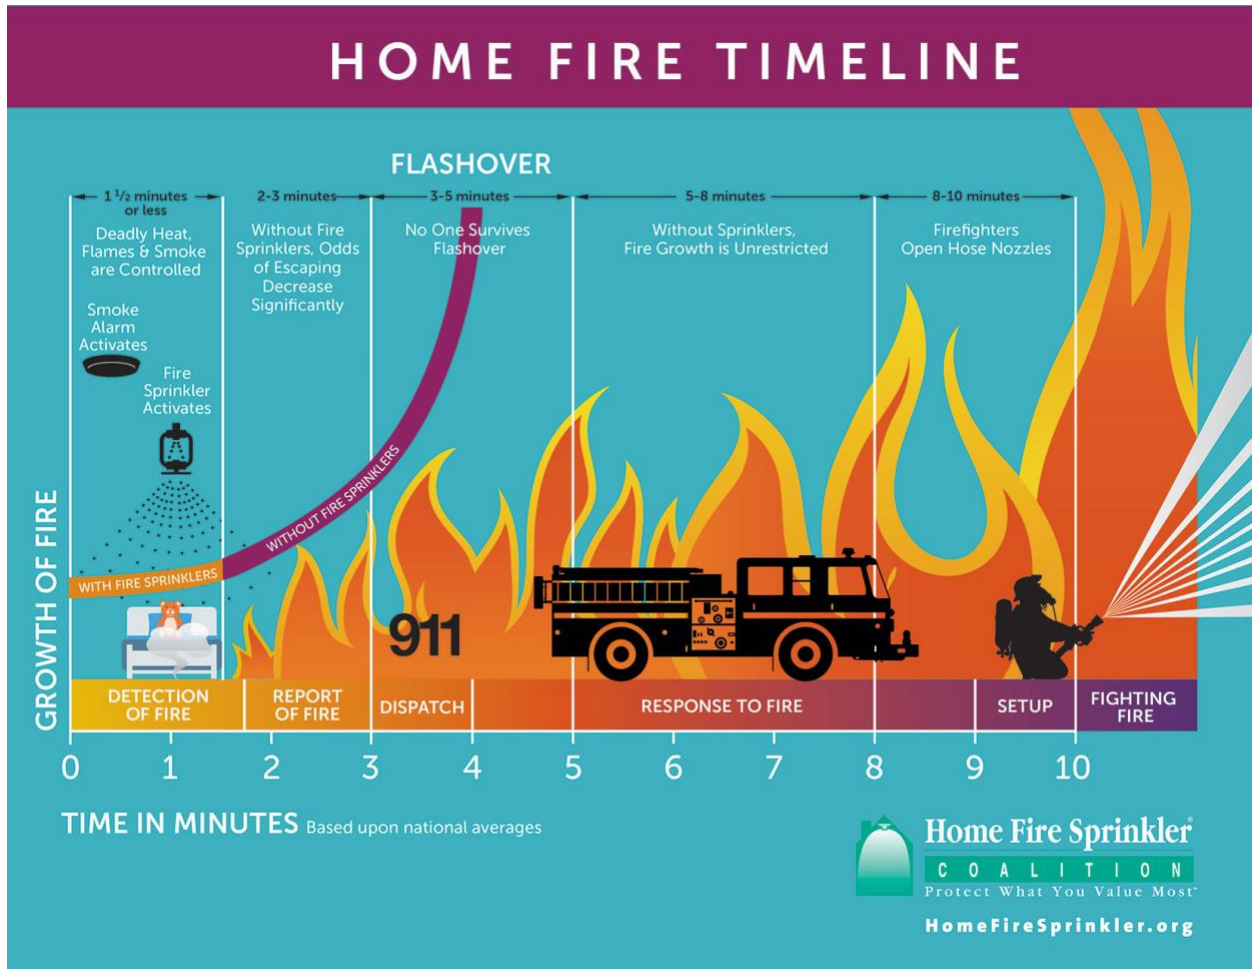 HOME FIRE TIMELINE
FLASHOVER
1 1/2 minutes
or less
Deadly Heat,
Flames & Smoke
are Controlled
2-3 minutes
Without Fire
Sprinklers, Odds
of Escaping
Decrease
Significantly
3-5 minutes
No One Survives
Flashover
5-8 minutes
Without Sprinklers,
Fire Growth is Unrestricted
8-10 minutes
Firefighters
Open Hose Nozzles
Smoke
Alarm
Activates
Fire
Sprinkler
Activates
WITH FIRE SPRINKLERS
WITHOUT FIRE SPRINKLERS
911
GROWTH OF FIRE
DETECTION
OF FIRE
REPORT
OF FIRE
DISPATCH
RESPONSE TO FIRE
SETUP
FIGHTING
FIRE
0 1 2 3 4 5 6 7 8 9 10
TIME IN MINUTES Based upon national averages
Home Fire Sprinkler®
COALITION
Protect What You Value Most™
HomeFireSprinkler.org